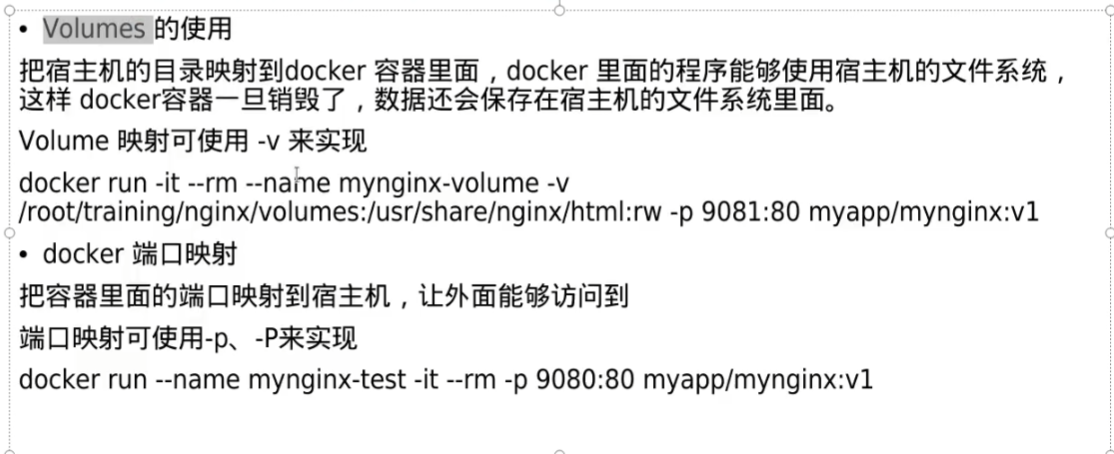 • Volumes 的使用
把宿主机的目录映射到docker 容器里面，docker 里面的程序能够使用宿主机的文件系统，
这样 docker容器一旦销毁了，数据还会保存在宿主机的文件系统里面。
Volume 映射可使用 -v 来实现
docker run -it --rm --name mynginx-volume -v
/root/training/nginx/volumes:/usr/share/nginx/html:rw -p 9081:80 myapp/mynginx:v1
• docker 端口映射
把容器里面的端口映射到宿主机，让外面能够访问到
端口映射可使用-p、-P来实现
docker run --name mynginx-test -it --rm -p 9080:80 myapp/mynginx:v1